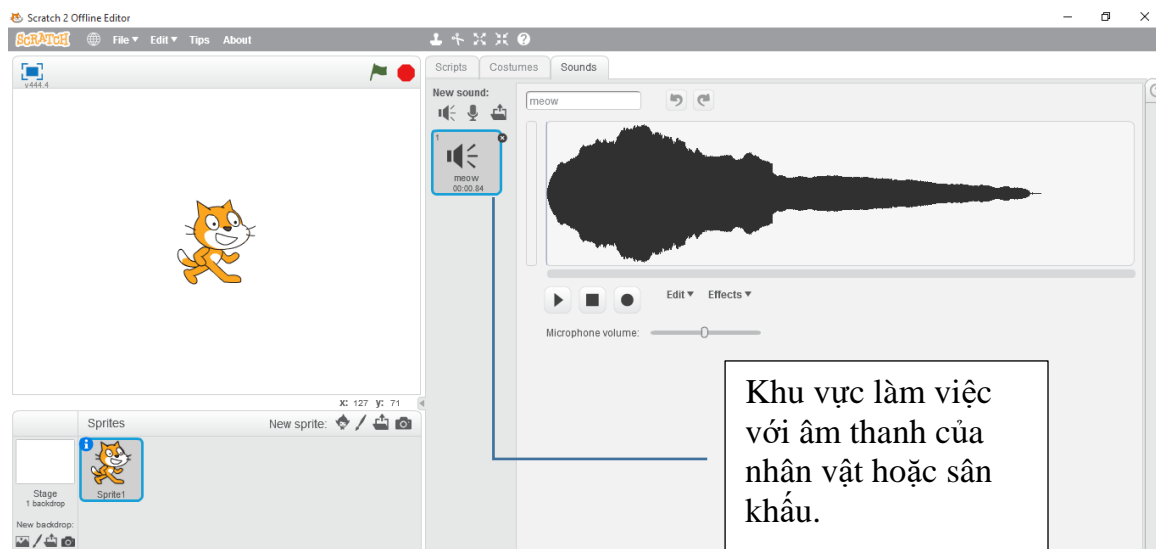 Scratch 2 Offline Editor
SCRATCH File Edit Tips About
v444.4
Scripts Costumes Sounds
New sound:
meow
1
meow
00:00.84
Edit Effects
Microphone volume:
Khu vực làm việc
với âm thanh của
nhân vật hoặc sân
khấu.
x: 127 y: 71
Sprites New sprite:
Stage
1 backdrop
Sprite1
New backdrop: